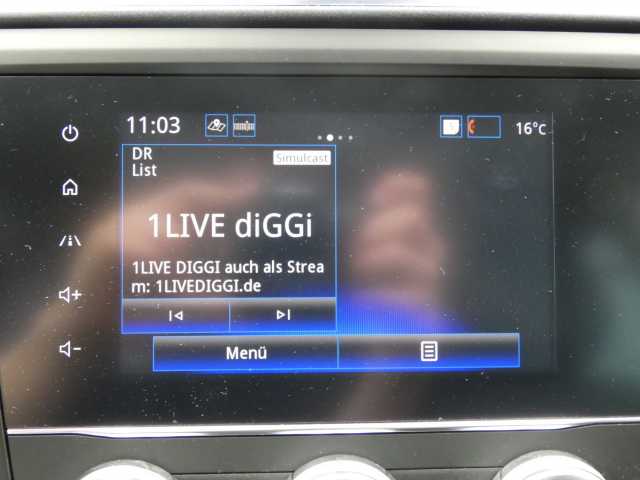 11:03
16°C
DR
Simulcast
List
1LIVE diGGi
1LIVE DIGGI auch als Strea
m: 1LIVEDIGGI.de
Menü